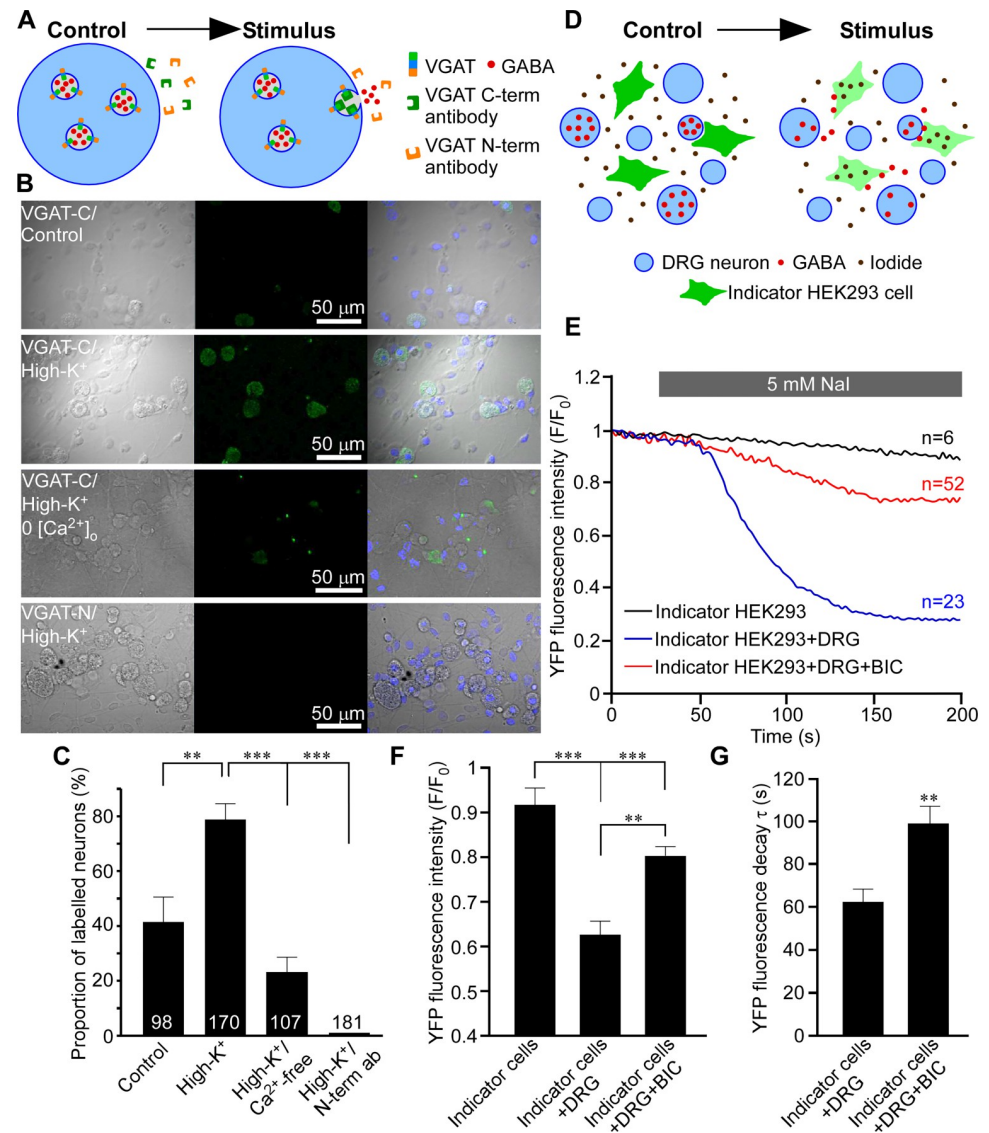 A
Control
Stimulus
VGAT
GABA
VGAT C-term
antibody
VGAT N-term
antibody
B
VGAT-C/
Control
50 μm
VGAT-C/
High-K⁺
50 μm
VGAT-C/
High-K⁺
0 [Ca²⁺]ₒ
50 μm
VGAT-N/
High-K⁺
50 μm
C
** *** ***
Proportion of labelled neurons (%)
80
60
40
20
0
98 170 107 181
Control
High-K⁺
High-K⁺/
Ca²⁺-free
High-K⁺/
N-term ab
D
Control
Stimulus
DRG neuron
GABA
Iodide
Indicator HEK293 cell
E
YFP fluorescence intensity (F/F₀)
1.2
1
0.8
0.6
0.4
0.2
0
5 mM NaI
n=6
n=52
n=23
Indicator HEK293
Indicator HEK293+DRG
Indicator HEK293+DRG+BIC
0 50 100 150 200
Time (s)
F
YFP fluorescence intensity (F/F₀)
1
0.9
0.8
0.7
0.6
0.5
0.4
*** ***
**
Indicator cells
Indicator cells
+DRG
Indicator cells
+DRG+BIC
G
YFP fluorescence decay τ (s)
120
100
80
60
40
20
0
**
Indicator cells
+DRG
Indicator cells
+DRG+BIC